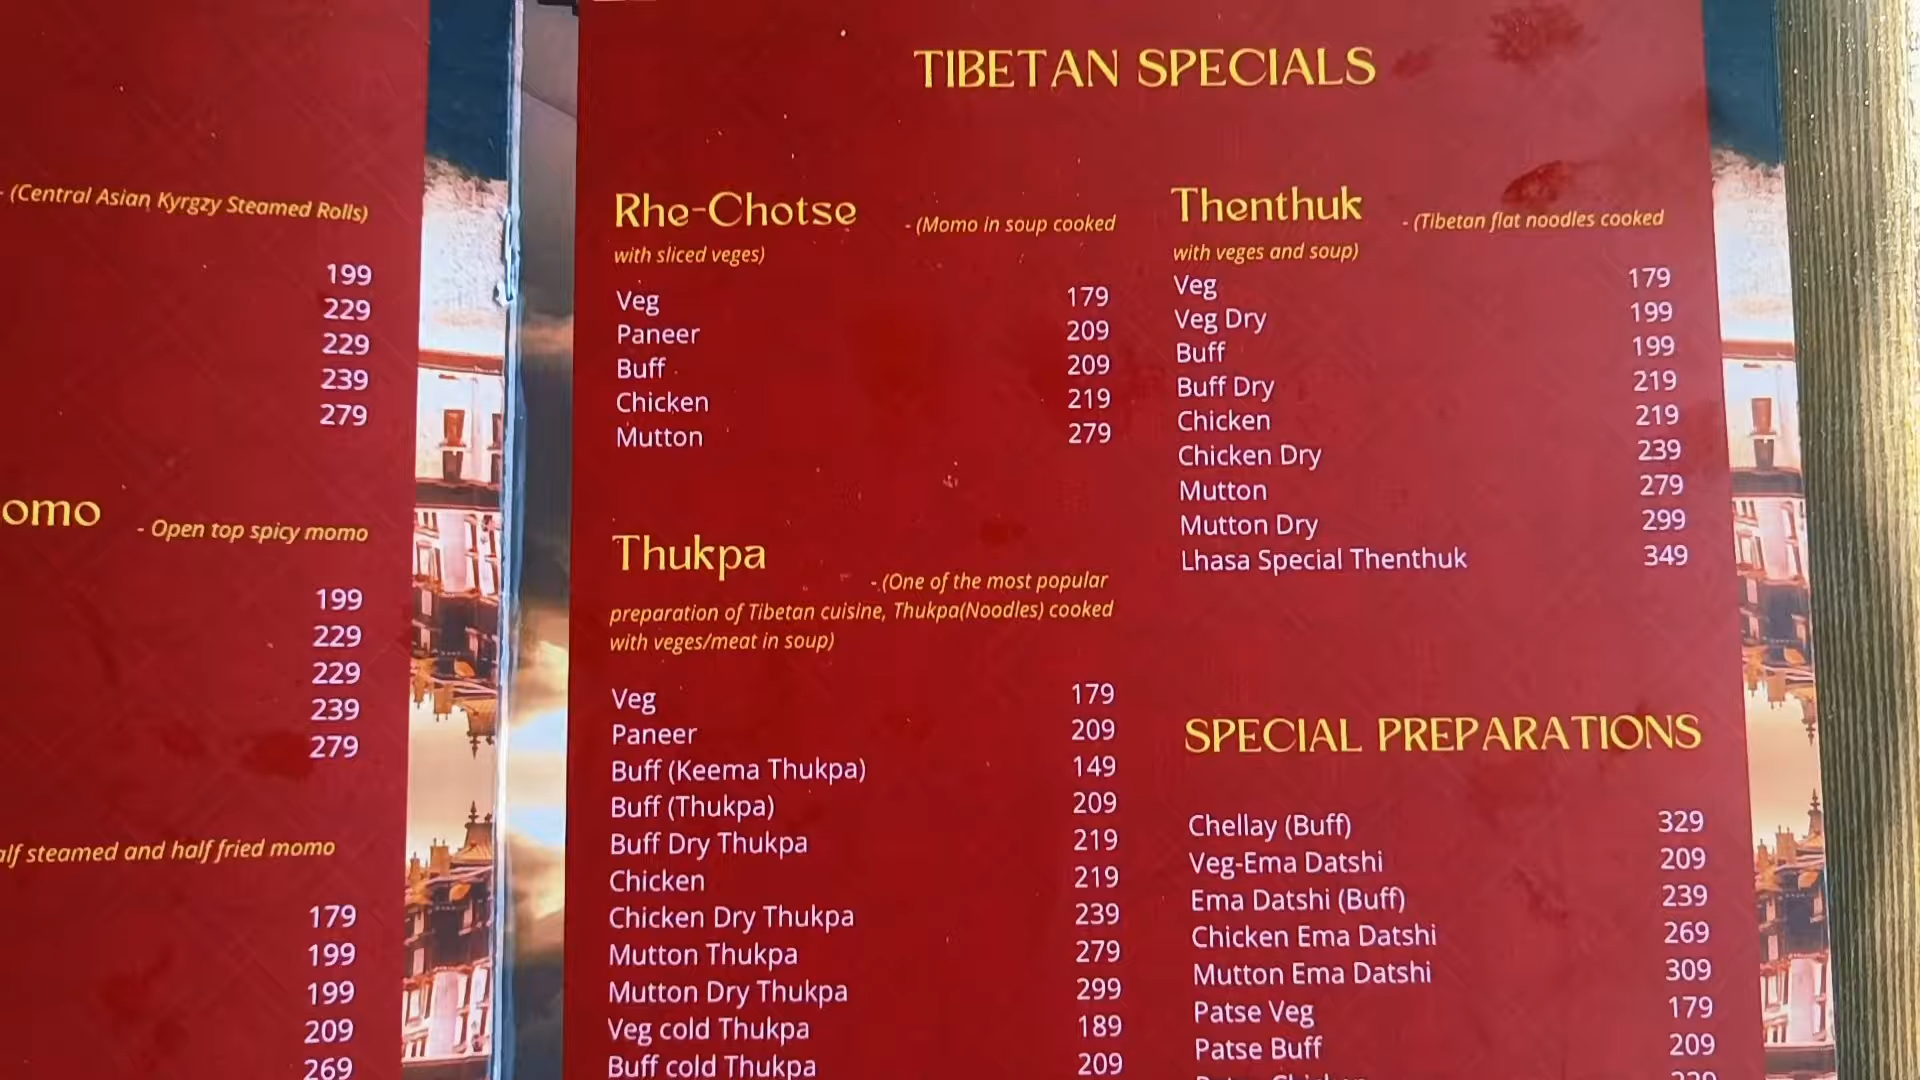 - (Central Asian Kyrgzy Steamed Rolls)
199
229
229
239
279
omo - Open top spicy momo
199
229
229
239
279
alf steamed and half fried momo
179
199
199
209
269
TIBETAN SPECIALS
Rhe-Chotse - (Momo in soup cooked
with sliced veges)
Veg 179
Paneer 209
Buff 209
Chicken 219
Mutton 279
Thukpa - (One of the most popular
preparation of Tibetan cuisine, Thukpa(Noodles) cooked
with veges/meat in soup)
Veg 179
Paneer 209
Buff (Keema Thukpa) 149
Buff (Thukpa) 209
Buff Dry Thukpa 219
Chicken 219
Chicken Dry Thukpa 239
Mutton Thukpa 279
Mutton Dry Thukpa 299
Veg cold Thukpa 189
Buff cold Thukpa 209
Thenthuk - (Tibetan flat noodles cooked
with veges and soup)
Veg 179
Veg Dry 199
Buff 199
Buff Dry 219
Chicken 219
Chicken Dry 239
Mutton 279
Mutton Dry 299
Lhasa Special Thenthuk 349
SPECIAL PREPARATIONS
Chellay (Buff) 329
Veg-Ema Datshi 209
Ema Datshi (Buff) 239
Chicken Ema Datshi 269
Mutton Ema Datshi 309
Patse Veg 179
Patse Buff 209